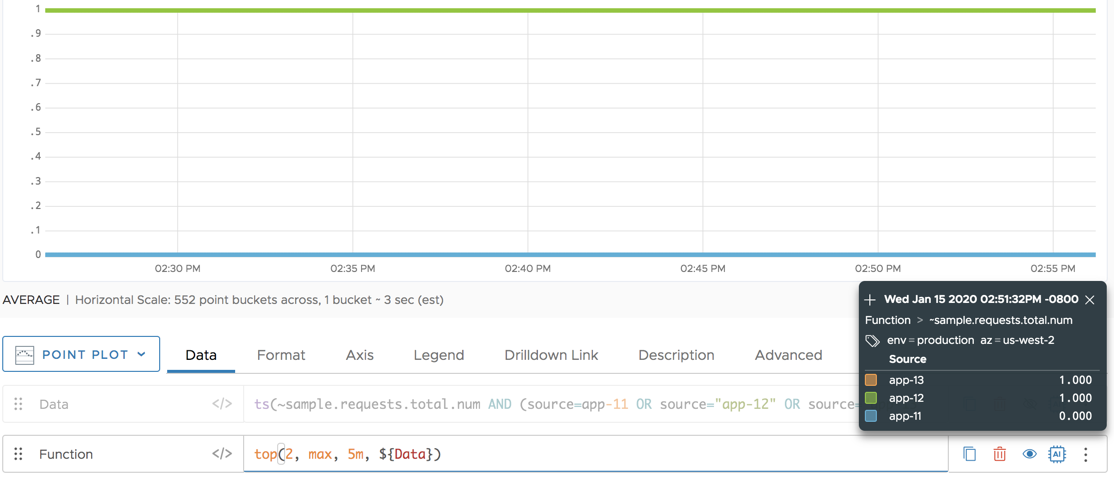 1
.9
.8
.7
.6
.5
.4
.3
.2
.1
0
02:30 PM 02:35 PM 02:40 PM 02:45 PM 02:50 PM 02:55 PM
AVERAGE | Horizontal Scale: 552 point buckets across, 1 bucket ~ 3 sec (est)
+ Wed Jan 15 2020 02:51:32PM -0800 ×
Function > ~sample.requests.total.num
env = production az = us-west-2
Source
app-13 1.000
app-12 1.000
app-11 0.000
POINT PLOT Data Format Axis Legend Drilldown Link Description Advanced
Data </> ts(~sample.requests.total.num AND (source=app-11 OR source="app-12" OR source=
Function </> top(2, max, 5m, ${Data}) AI